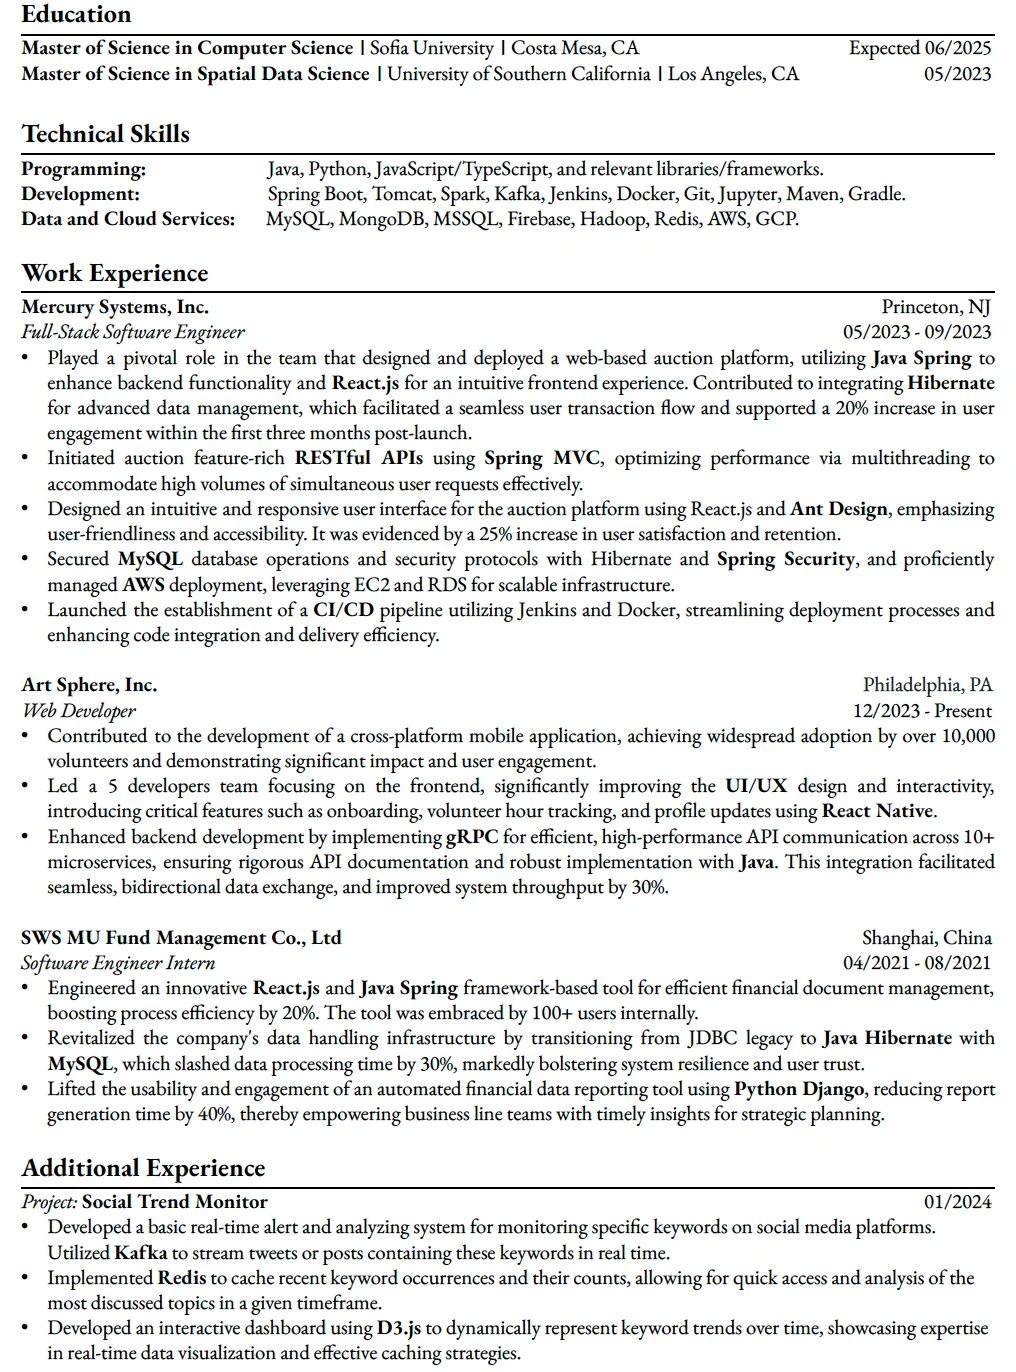 Education
Master of Science in Computer Science | Sofia University | Costa Mesa, CA Expected 06/2025
Master of Science in Spatial Data Science | University of Southern California | Los Angeles, CA 05/2023
Technical Skills
Programming: Java, Python, JavaScript/TypeScript, and relevant libraries/frameworks.
Development: Spring Boot, Tomcat, Spark, Kafka, Jenkins, Docker, Git, Jupyter, Maven, Gradle.
Data and Cloud Services: MySQL, MongoDB, MSSQL, Firebase, Hadoop, Redis, AWS, GCP.
Work Experience
Mercury Systems, Inc. Princeton, NJ
Full-Stack Software Engineer 05/2023 - 09/2023
• Played a pivotal role in the team that designed and deployed a web-based auction platform, utilizing Java Spring to
enhance backend functionality and React.js for an intuitive frontend experience. Contributed to integrating Hibernate
for advanced data management, which facilitated a seamless user transaction flow and supported a 20% increase in user
engagement within the first three months post-launch.
• Initiated auction feature-rich RESTful APIs using Spring MVC, optimizing performance via multithreading to
accommodate high volumes of simultaneous user requests effectively.
• Designed an intuitive and responsive user interface for the auction platform using React.js and Ant Design, emphasizing
user-friendliness and accessibility. It was evidenced by a 25% increase in user satisfaction and retention.
• Secured MySQL database operations and security protocols with Hibernate and Spring Security, and proficiently
managed AWS deployment, leveraging EC2 and RDS for scalable infrastructure.
• Launched the establishment of a CI/CD pipeline utilizing Jenkins and Docker, streamlining deployment processes and
enhancing code integration and delivery efficiency.
Art Sphere, Inc. Philadelphia, PA
Web Developer 12/2023 - Present
• Contributed to the development of a cross-platform mobile application, achieving widespread adoption by over 10,000
volunteers and demonstrating significant impact and user engagement.
• Led a 5 developers team focusing on the frontend, significantly improving the UI/UX design and interactivity,
introducing critical features such as onboarding, volunteer hour tracking, and profile updates using React Native.
• Enhanced backend development by implementing gRPC for efficient, high-performance API communication across 10+
microservices, ensuring rigorous API documentation and robust implementation with Java. This integration facilitated
seamless, bidirectional data exchange, and improved system throughput by 30%.
SWS MU Fund Management Co., Ltd Shanghai, China
Software Engineer Intern 04/2021 - 08/2021
• Engineered an innovative React.js and Java Spring framework-based tool for efficient financial document management,
boosting process efficiency by 20%. The tool was embraced by 100+ users internally.
• Revitalized the company's data handling infrastructure by transitioning from JDBC legacy to Java Hibernate with
MySQL, which slashed data processing time by 30%, markedly bolstering system resilience and user trust.
• Lifted the usability and engagement of an automated financial data reporting tool using Python Django, reducing report
generation time by 40%, thereby empowering business line teams with timely insights for strategic planning.
Additional Experience
Project: Social Trend Monitor 01/2024
• Developed a basic real-time alert and analyzing system for monitoring specific keywords on social media platforms.
Utilized Kafka to stream tweets or posts containing these keywords in real time.
• Implemented Redis to cache recent keyword occurrences and their counts, allowing for quick access and analysis of the
most discussed topics in a given timeframe.
• Developed an interactive dashboard using D3.js to dynamically represent keyword trends over time, showcasing expertise
in real-time data visualization and effective caching strategies.